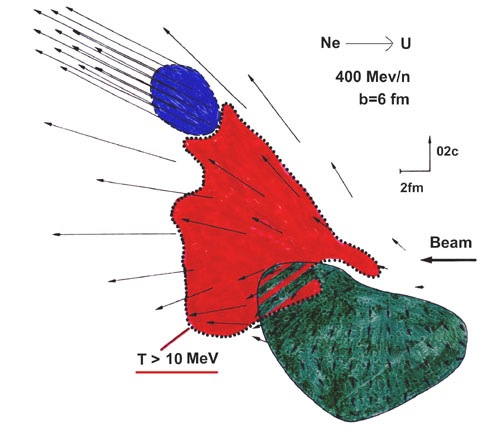 Ne → U
400 Mev/n
b=6 fm
02c
2fm
Beam
T > 10 MeV